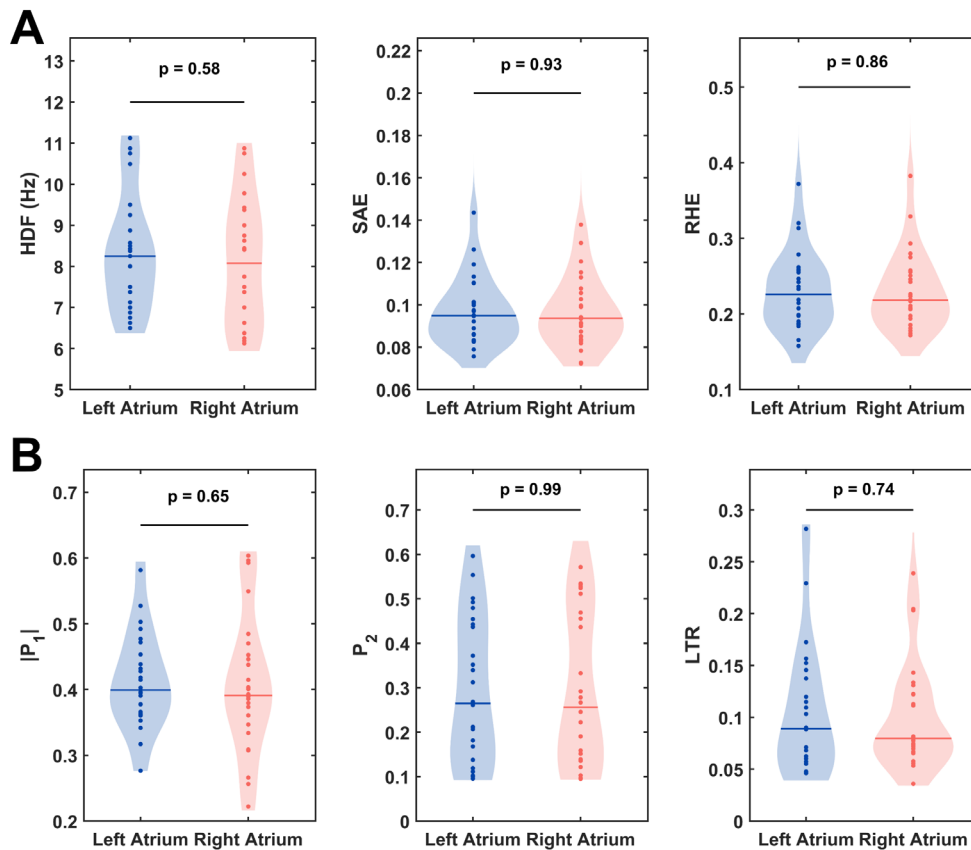 A
p = 0.58
HDF (Hz)
13
12
11
10
9
8
7
6
5
Left Atrium Right Atrium
p = 0.93
SAE
0.22
0.2
0.18
0.16
0.14
0.12
0.1
0.08
0.06
Left Atrium Right Atrium
p = 0.86
RHE
0.5
0.4
0.3
0.2
0.1
Left Atrium Right Atrium
B
p = 0.65
|P₁|
0.7
0.6
0.5
0.4
0.3
0.2
Left Atrium Right Atrium
p = 0.99
P₂
0.7
0.6
0.5
0.4
0.3
0.2
0.1
0
Left Atrium Right Atrium
p = 0.74
LTR
0.3
0.25
0.2
0.15
0.1
0.05
0
Left Atrium Right Atrium